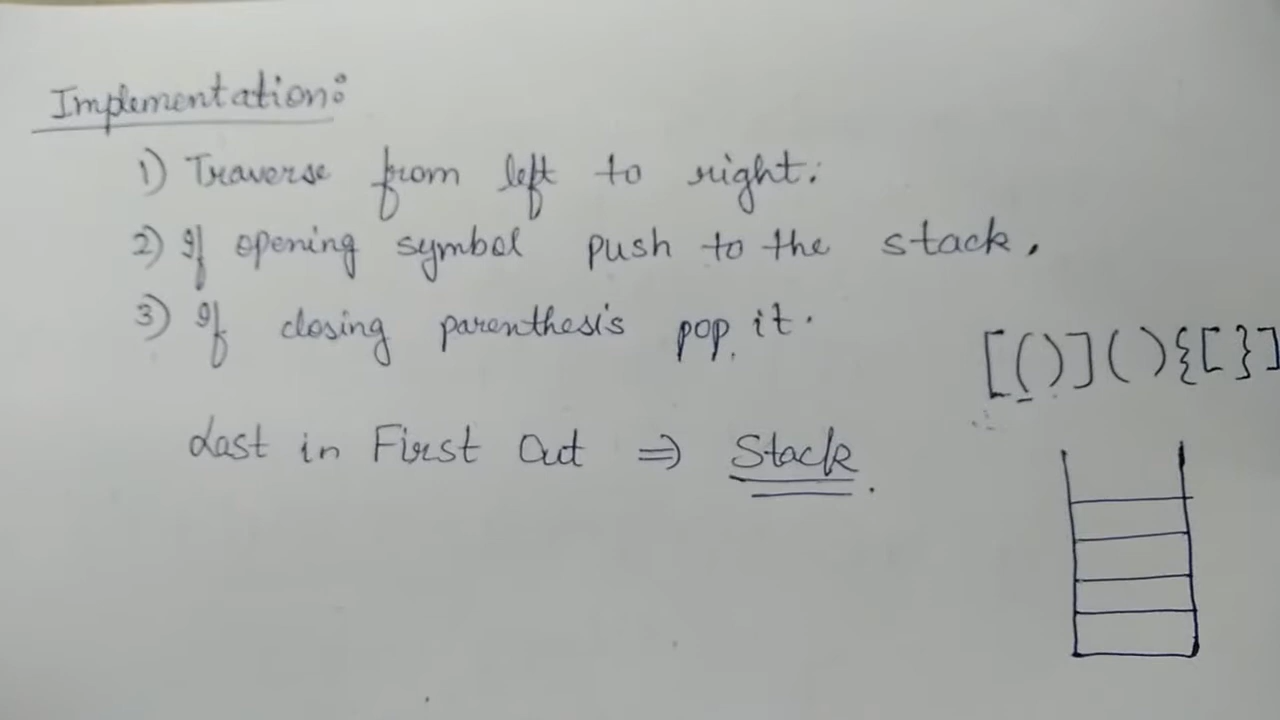 Implementation:
1) Traverse from left to right.
2) If opening symbol push to the stack.
3) If closing parenthesis pop it.
[()](){[}]
Last in First Out ⇒ Stack.